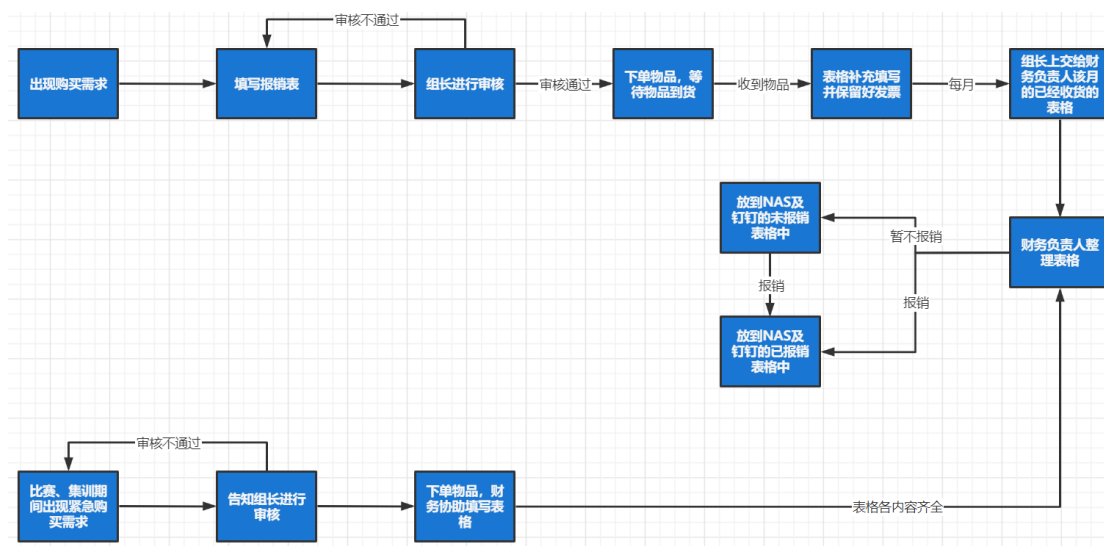 审核不通过
出现购买需求
填写报销表
组长进行审核
审核通过
下单物品，等
待物品到货
收到物品
表格补充填写
并保留好发票
每月
组长上交给财
务负责人该月
的已经收货的
表格
放到NAS及
钉钉的未报销
表格中
暂不报销
财务负责人整
理表格
报销
报销
放到NAS及
钉钉的已报销
表格中
审核不通过
比赛、集训期
间出现紧急购
买需求
告知组长进行
审核
下单物品，财
务协助填写表
格
表格各内容齐全